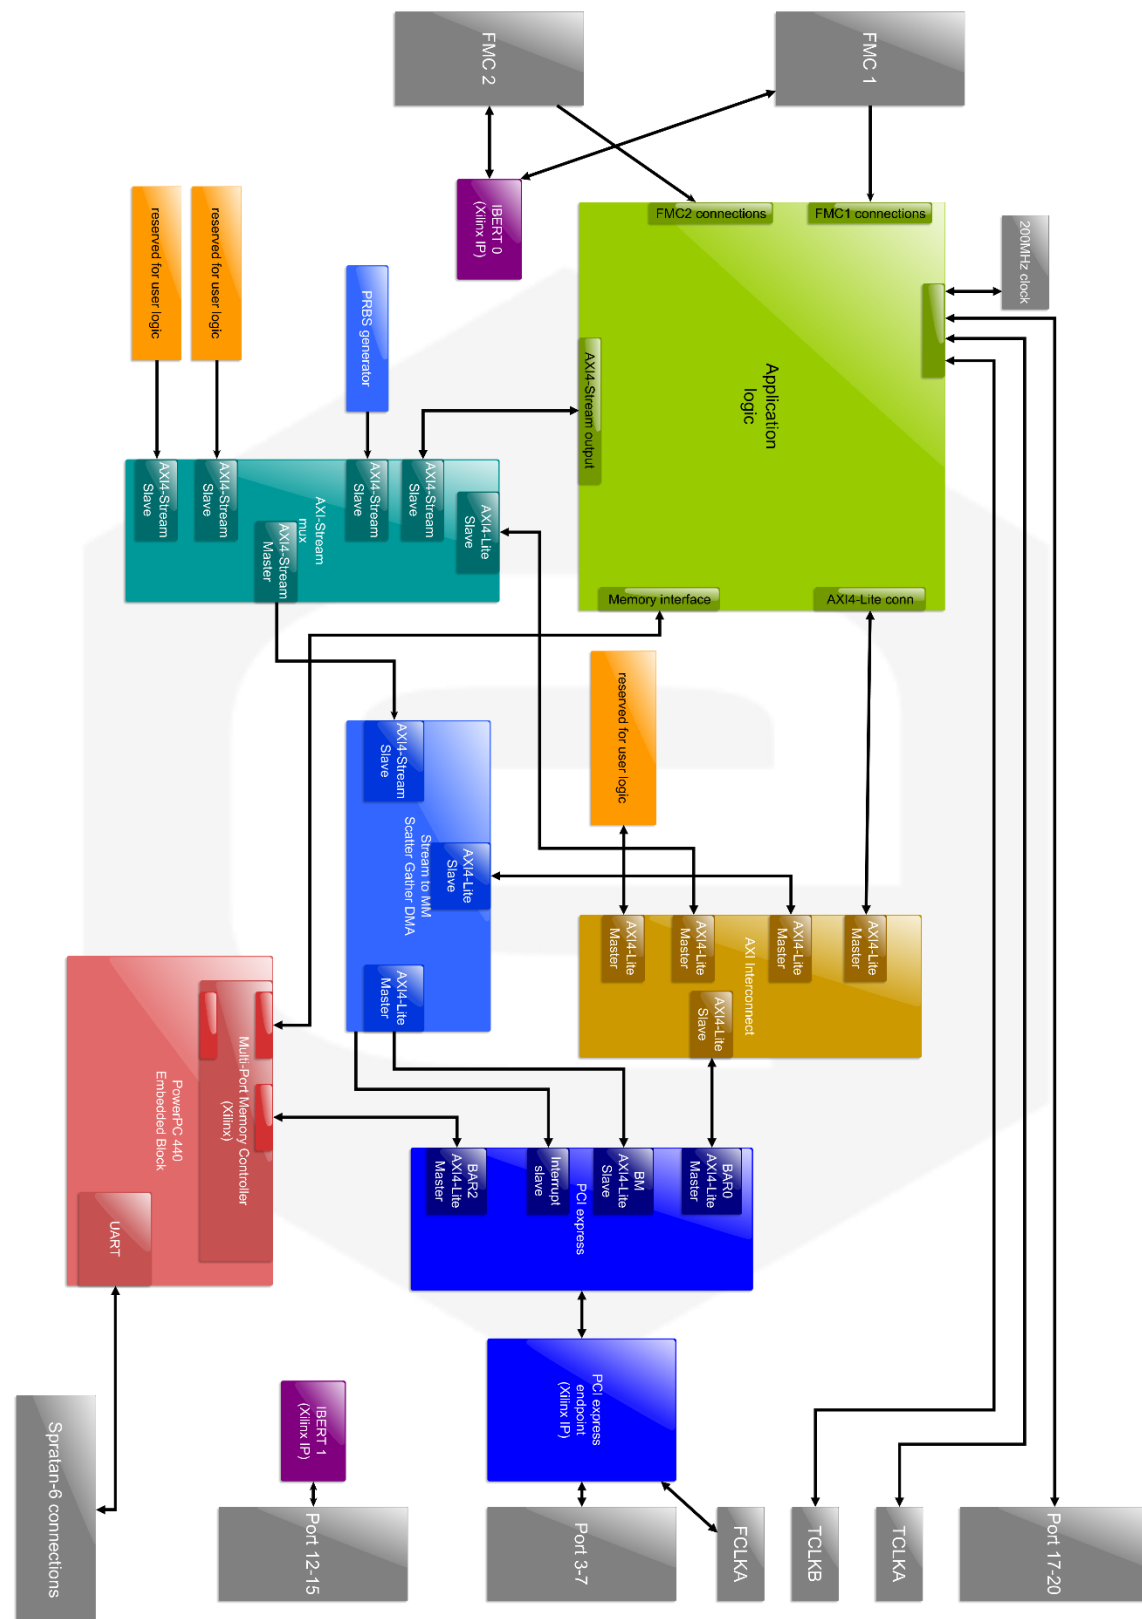 FMC 2
FMC 1
IBERT 0
(Xilinx IP)
FMC2 connections
FMC1 connections
200MHz clock
reserved for user logic
reserved for user logic
PRBS generator
AXI4-Stream output
Application
logic
AXI4-Stream
Slave
AXI4-Stream
Slave
AXI4-Stream
Slave
AXI4-Stream
Slave
AXI4-Lite
Slave
AXI-Stream
mux
AXI4-Stream
Master
Memory interface
AXI4-Lite conn
reserved for user logic
AXI4-Stream
Slave
Stream to MM
Scatter Gather DMA
AXI4-Lite
Slave
AXI4-Lite
Master
AXI4-Lite
Master
AXI4-Lite
Master
AXI4-Lite
Master
AXI4-Lite
Master
AXI Interconnect
AXI4-Lite
Slave
Multi-Port Memory Controller
(Xilinx)
PowerPC 440
Embedded Block
UART
BAR2
AXI4-Lite
Master
Interrupt
slave
BM
AXI4-Lite
Slave
BAR0
AXI4-Lite
Master
PCI express
PCI express
endpoint
(Xilinx IP)
IBERT 1
(Xilinx IP)
Spratan-6 connections
Port 12-15
Port 3-7
FCLKA
TCLKB
TCLKA
Port 17-20